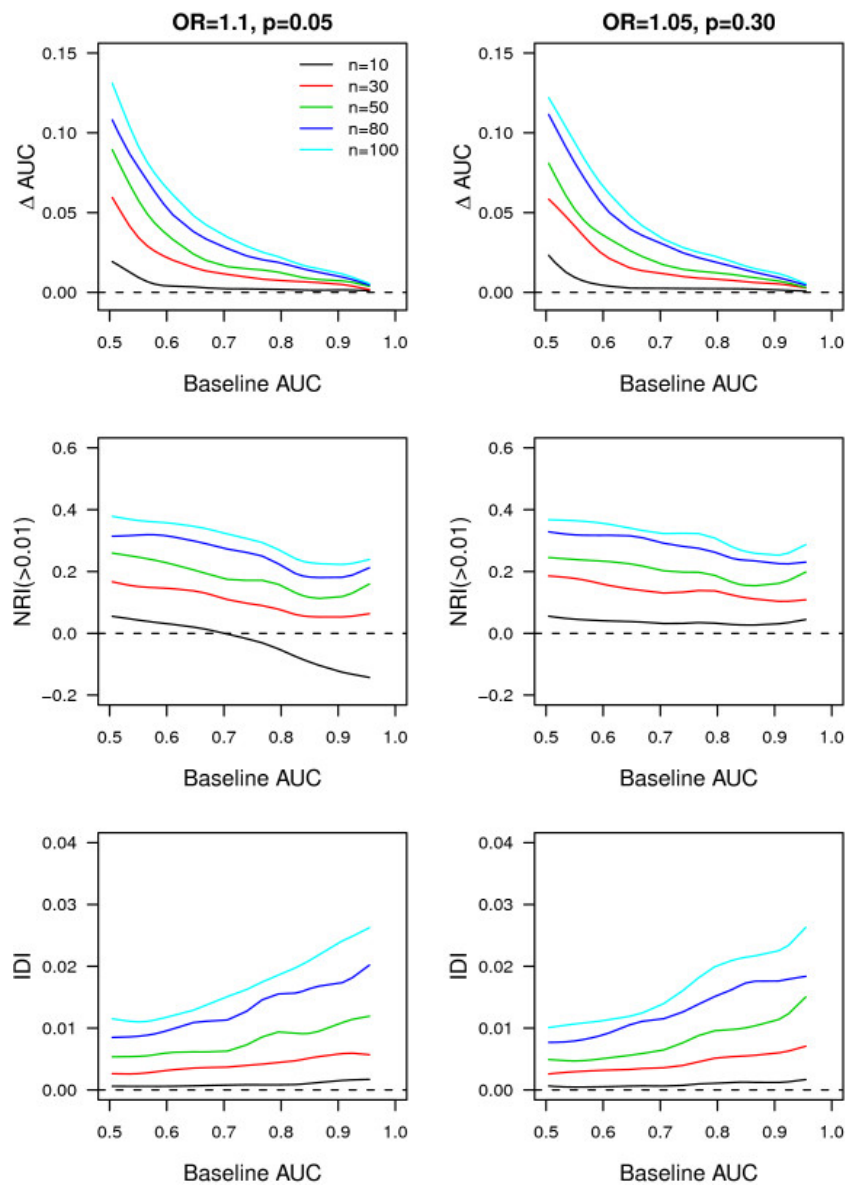 OR=1.1, p=0.05
OR=1.05, p=0.30
0.15
0.10
0.05
0.00
Δ AUC
n=10
n=30
n=50
n=80
n=100
0.5 0.6 0.7 0.8 0.9 1.0
Baseline AUC
0.15
0.10
0.05
0.00
Δ AUC
0.5 0.6 0.7 0.8 0.9 1.0
Baseline AUC
0.6
0.4
0.2
0.0
−0.2
NRI(>0.01)
0.5 0.6 0.7 0.8 0.9 1.0
Baseline AUC
0.6
0.4
0.2
0.0
−0.2
NRI(>0.01)
0.5 0.6 0.7 0.8 0.9 1.0
Baseline AUC
0.04
0.03
0.02
0.01
0.00
IDI
0.5 0.6 0.7 0.8 0.9 1.0
Baseline AUC
0.04
0.03
0.02
0.01
0.00
IDI
0.5 0.6 0.7 0.8 0.9 1.0
Baseline AUC